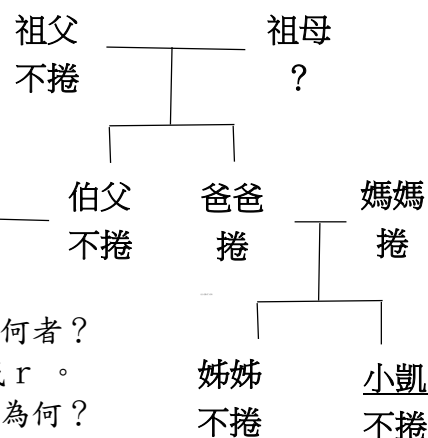 祖父 祖母
不捲 ?
伯父 爸爸 媽媽
不捲 捲 捲
何者?
r 。 姊姊 小凱
為何? 不捲 不捲